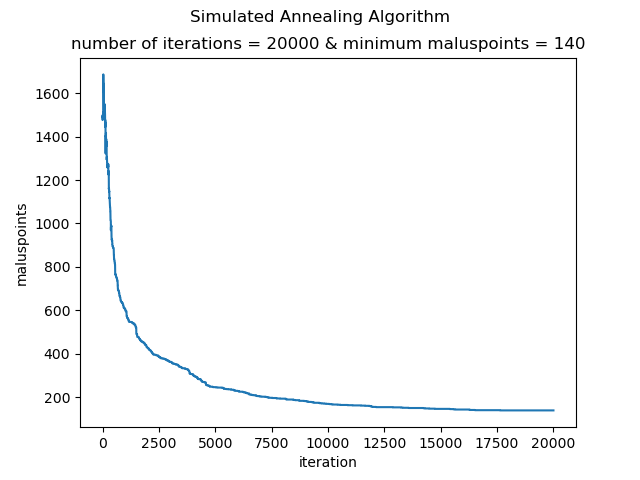 Simulated Annealing Algorithm
number of iterations = 20000 & minimum maluspoints = 140
1600
1400
1200
1000
800
600
400
200
maluspoints
0 2500 5000 7500 10000 12500 15000 17500 20000
iteration